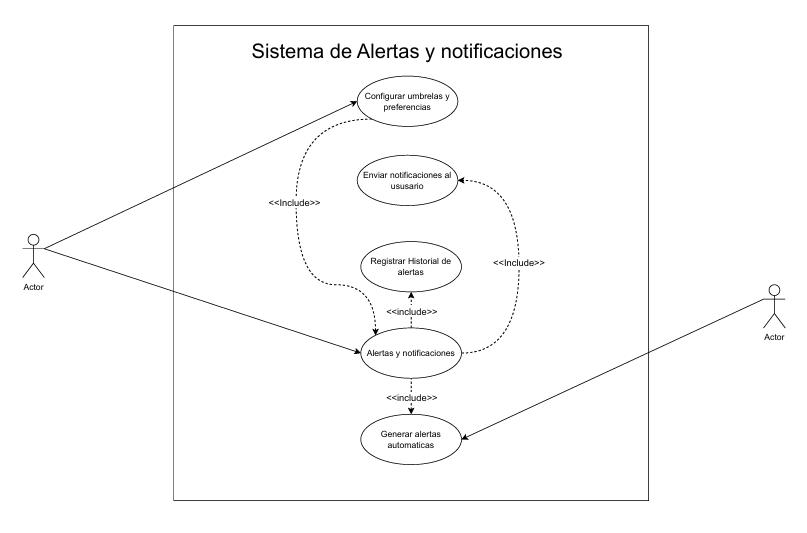 Sistema de Alertas y notificaciones
Configurar umbrelas y
preferencias
Enviar notificaciones al
ususario
<<Include>>
Registrar Historial de
alertas
<<Include>>
Actor
<<include>>
Actor
Alertas y notificaciones
<<include>>
Generar alertas
automaticas